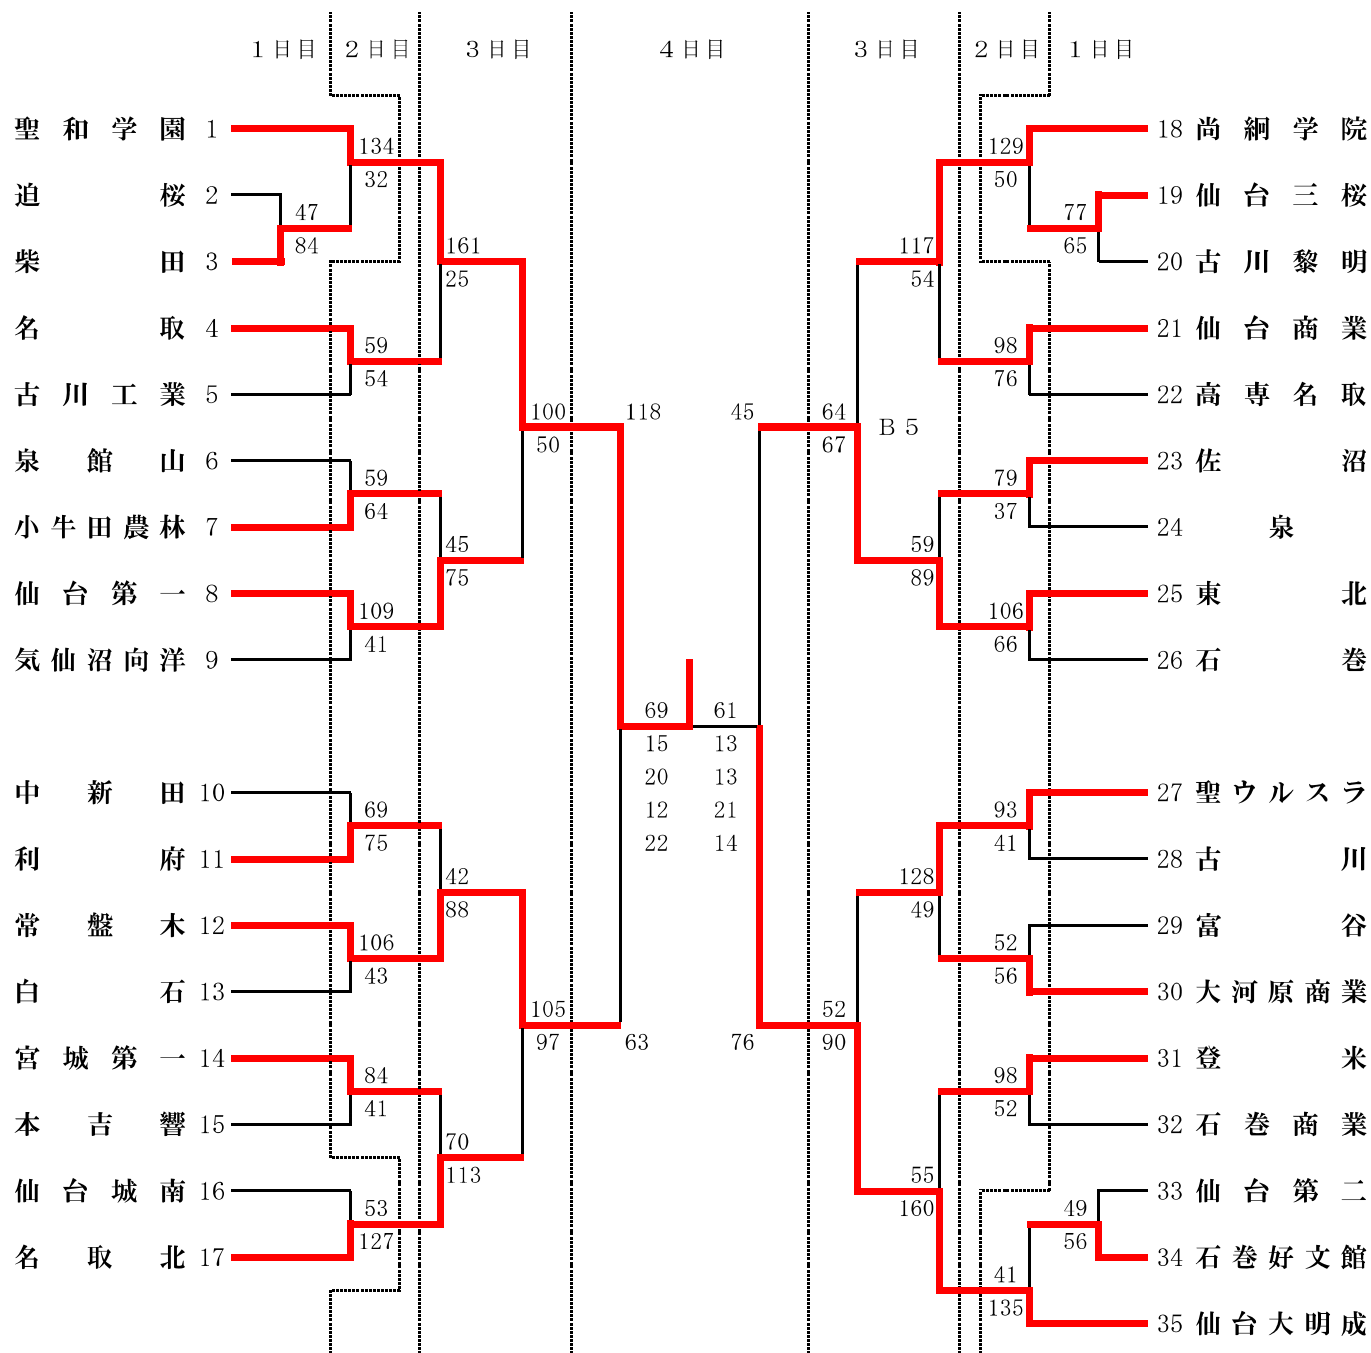 1日目 2日目 3日目 4日目 3日目 2日目 1日目
聖和学園 1
134
32
迫桜 2
47
84
柴田 3
161
25
名取 4
59
54
古川工業 5
100
50
118
泉館山 6
59
64
小牛田農林 7
45
75
仙台第一 8
109
41
気仙沼向洋 9
69 61
15 13
20 13
12 21
22 14
中新田 10
69
75
利府 11
42
88
常盤木 12
106
43
白石 13
105
97
63
宮城第一 14
84
41
本吉響 15
70
113
仙台城南 16
53
127
名取北 17
129
50
18 尚絅学院
77
65
19 仙台三桜
117
54
20 古川黎明
98
76
21 仙台商業
22 高専名取
45
64
67
B5
79
37
23 佐沼
24 泉
59
89
106
66
25 東北
26 石巻
93
41
27 聖ウルスラ
28 古川
128
49
52
56
29 富谷
30 大河原商業
76
52
90
98
52
31 登米
32 石巻商業
55
160
49
56
33 仙台第二
34 石巻好文館
41
135
35 仙台大明成